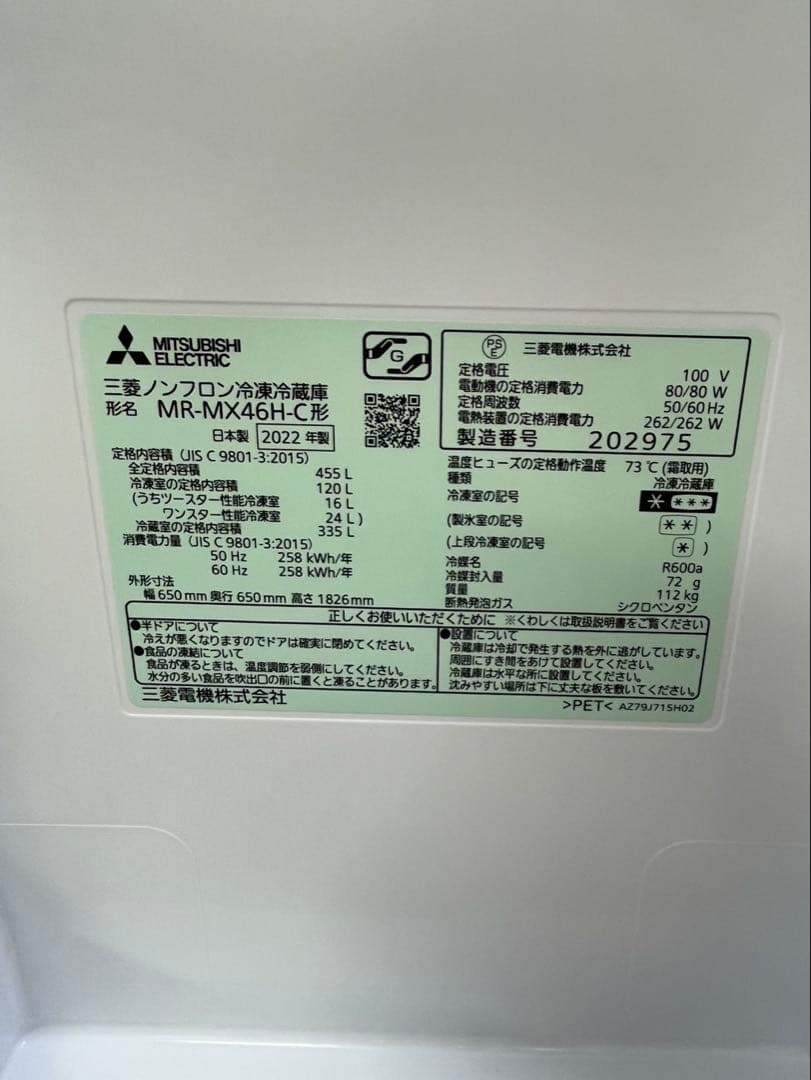 MITSUBISHI
ELECTRIC
G
三菱ノンフロン冷凍冷蔵庫
形名 MR-MX46H-C形
日本製 2022 年製
定格内容積 (JIS C 9801-3:2015)
全定格内容積 455 L
冷凍室の定格内容積 120 L
(うちツースター性能冷凍室 16 L
ワンスター性能冷凍室 24 L )
冷蔵室の定格内容積 335 L
消費電力量 (JIS C 9801-3:2015)
50 Hz 258 kWh/年
60 Hz 258 kWh/年
外形寸法
幅 650 mm 奥行 650 mm 高さ 1826 mm
PS
E 三菱電機株式会社
定格電圧 100 V
電動機の定格消費電力 80/80 W
定格周波数 50/60 Hz
電熱装置の定格消費電力 262/262 W
製造番号 202975
温度ヒューズの定格動作温度 73 ℃ (霜取用)
種類 冷凍冷蔵庫
冷凍室の記号 * ***
(製氷室の記号 ** )
(上段冷凍室の記号 * )
冷媒名 R600a
冷媒封入量 72 g
質量 112 kg
断熱発泡ガス シクロペンタン
正しくお使いいただくために ※くわしくは取扱説明書をご覧ください
●半ドアについて
冷えが悪くなりますのでドアは確実に閉めてください。
●食品の凍結について
食品が凍るときは、温度調節を弱側にしてください。
水分の多い食品を吹出口の前に置くと凍ることがあります。
●設置について
冷蔵庫は冷却で発生する熱を外に逃がしています。
周囲にすき間をあけて設置してください。
冷蔵庫は水平な所に設置してください。
沈みやすい場所は下に丈夫な板を敷いてください。
三菱電機株式会社
>PET< AZ79J715H02